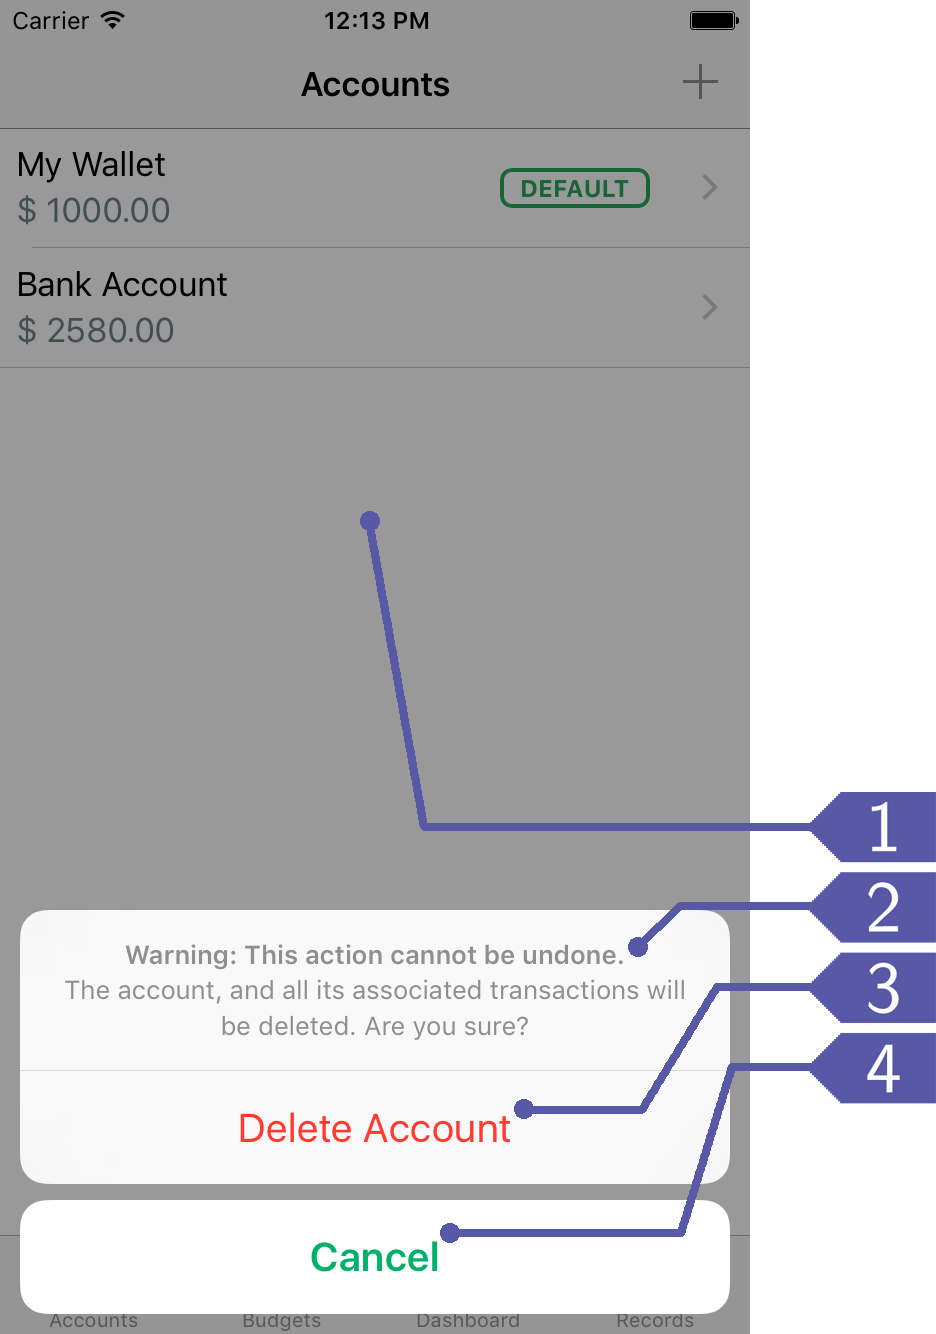 Carrier 12:13 PM
Accounts
My Wallet
$ 1000.00
DEFAULT
Bank Account
$ 2580.00
Warning: This action cannot be undone.
The account, and all its associated transactions will
be deleted. Are you sure?
Delete Account
Cancel
Accounts Budgets Dashboard Records
1
2
3
4